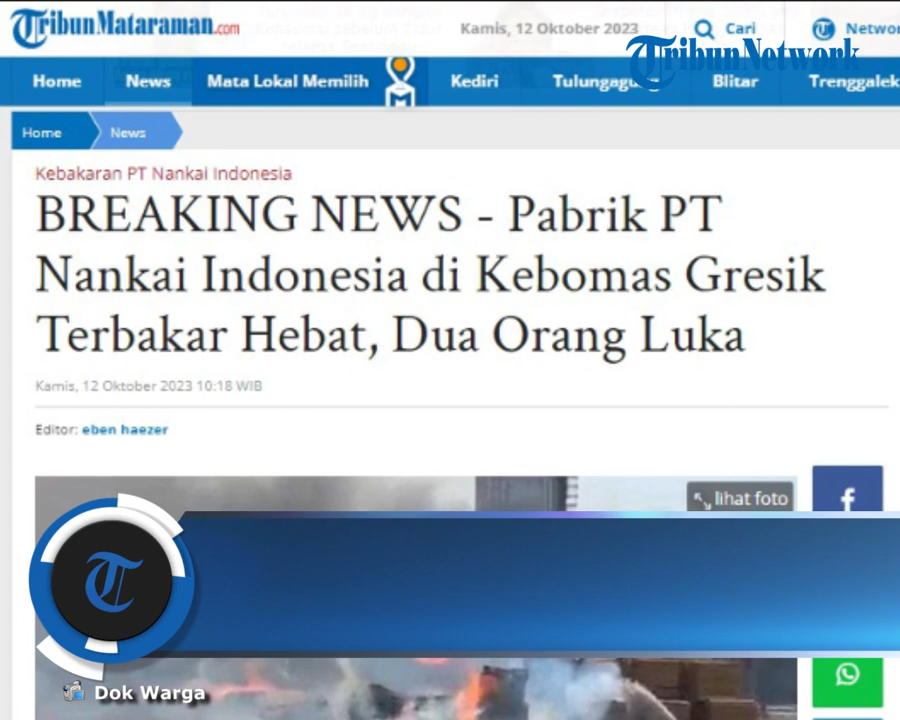 TribunMataraman.com
Kamis, 12 Oktober 2023
Cari
TribunNetwork
Home
News
Mata Lokal Memilih
Kediri
Blitar
Home
News
Kebakaran PT Nankai Indonesia
BREAKING NEWS - Pabrik PT
Nankai Indonesia di Kebomas Gresik
Terbakar Hebat, Dua Orang Luka
Kamis, 12 Oktober 2023 10:18 WIB
Editor: eben haezer
lihat foto
f
T
Dok Warga